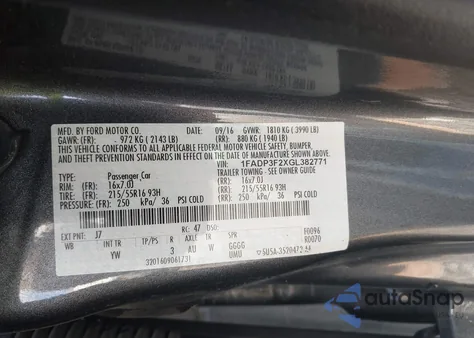 MFD. BY FORD MOTOR CO. 09/16 GVWR: 1810 KG (3990 LB)
GAWR: (FR): 972 KG (2143 LB) (RR): 880 KG (1940 LB)
THIS VEHICLE CONFORMS TO ALL APPLICABLE FEDERAL MOTOR VEHICLE SAFETY, BUMPER,
AND THEFT PREVENTION STANDARDS IN EFFECT ON THE DATE OF MANUFACTURE SHOWN ABOVE.
VIN: 1FADP3F2XGL382771
TYPE: Passenger Car TRAILER TOWING - SEE OWNER GUIDE
RIM: (FR): 16x7.0J (RR): 16x7.0J
TIRE: (FR): 215/55R16 93H (RR): 215/55R16 93H
PRESSURE: (FR): 250 kPa/ 36 PSI COLD (RR): 250 kPa/ 36 PSI COLD
EXT PNT: J7 RC: 47 DSO: F0096
WB INT TR TP/PS R AXLE TR SPR R0070
YW 3 AU W GGGG
UMU
3201609061731
autoSnap